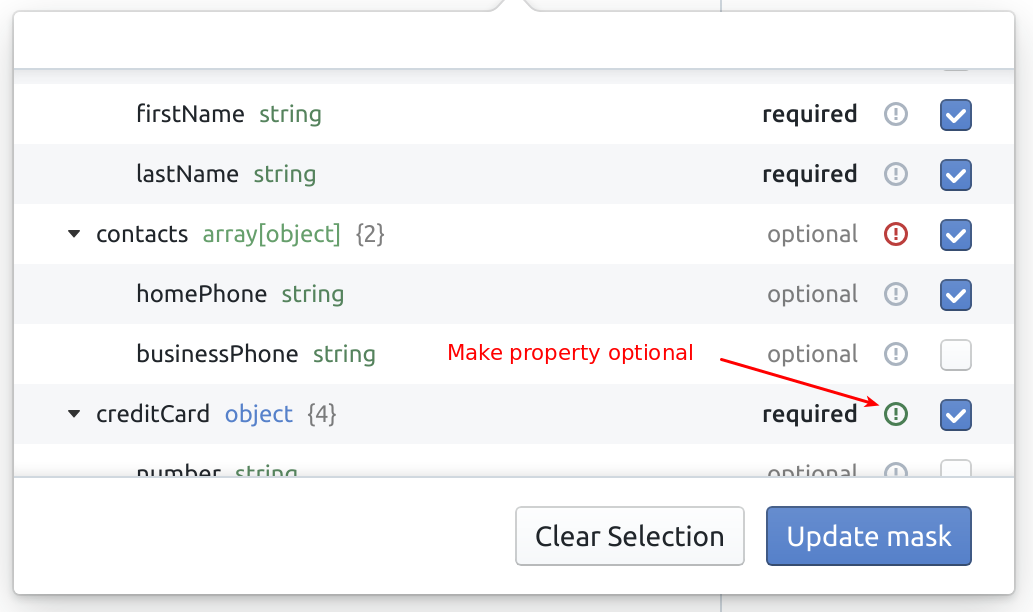 firstName string required
lastName string required
contacts array[object] {2} optional
homePhone string optional
businessPhone string Make property optional optional
creditCard object {4} required
number string optional
Clear Selection Update mask